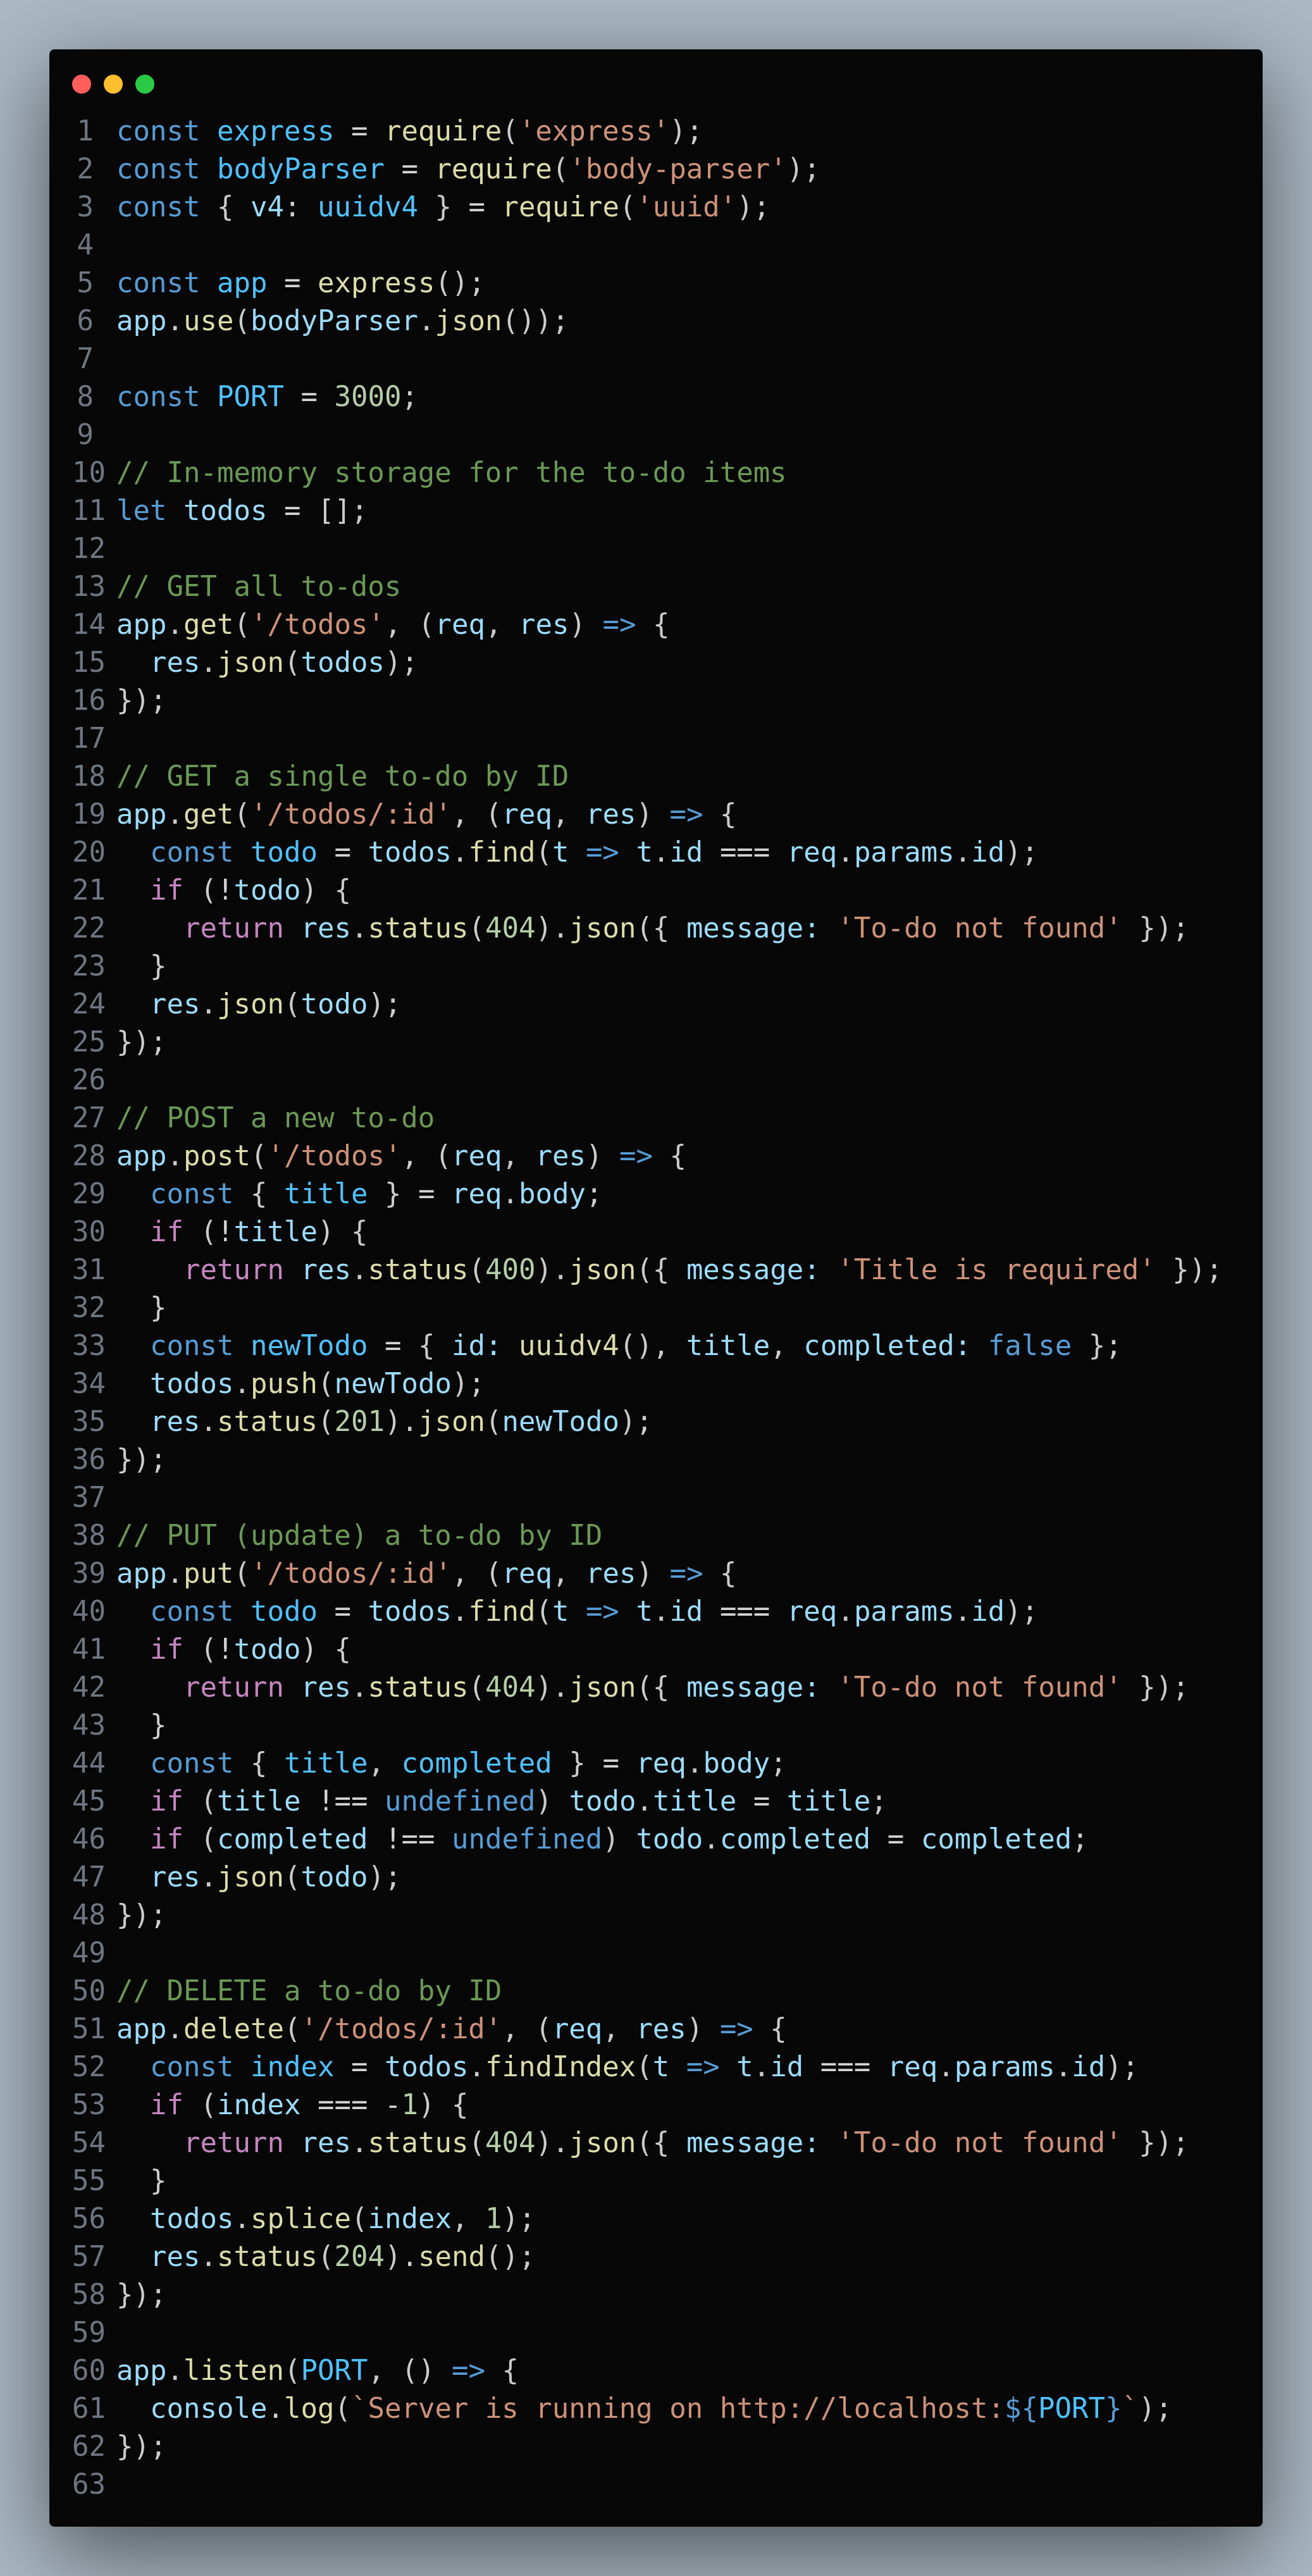 1 const express = require('express');
2 const bodyParser = require('body-parser');
3 const { v4: uuidv4 } = require('uuid');
4
5 const app = express();
6 app.use(bodyParser.json());
7
8 const PORT = 3000;
9
10 // In-memory storage for the to-do items
11 let todos = [];
12
13 // GET all to-dos
14 app.get('/todos', (req, res) => {
15   res.json(todos);
16 });
17
18 // GET a single to-do by ID
19 app.get('/todos/:id', (req, res) => {
20   const todo = todos.find(t => t.id === req.params.id);
21   if (!todo) {
22     return res.status(404).json({ message: 'To-do not found' });
23   }
24   res.json(todo);
25 });
26
27 // POST a new to-do
28 app.post('/todos', (req, res) => {
29   const { title } = req.body;
30   if (!title) {
31     return res.status(400).json({ message: 'Title is required' });
32   }
33   const newTodo = { id: uuidv4(), title, completed: false };
34   todos.push(newTodo);
35   res.status(201).json(newTodo);
36 });
37
38 // PUT (update) a to-do by ID
39 app.put('/todos/:id', (req, res) => {
40   const todo = todos.find(t => t.id === req.params.id);
41   if (!todo) {
42     return res.status(404).json({ message: 'To-do not found' });
43   }
44   const { title, completed } = req.body;
45   if (title !== undefined) todo.title = title;
46   if (completed !== undefined) todo.completed = completed;
47   res.json(todo);
48 });
49
50 // DELETE a to-do by ID
51 app.delete('/todos/:id', (req, res) => {
52   const index = todos.findIndex(t => t.id === req.params.id);
53   if (index === -1) {
54     return res.status(404).json({ message: 'To-do not found' });
55   }
56   todos.splice(index, 1);
57   res.status(204).send();
58 });
59
60 app.listen(PORT, () => {
61   console.log(`Server is running on http://localhost:${PORT}`);
62 });
63